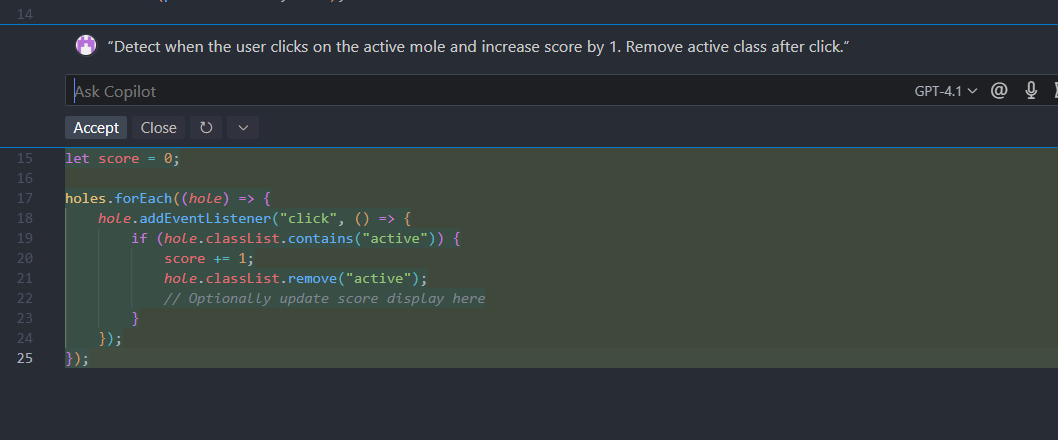 14
“Detect when the user clicks on the active mole and increase score by 1. Remove active class after click.”
Ask Copilot GPT-4.1 @
Accept Close
15 let score = 0;
16
17 holes.forEach((hole) => {
18     hole.addEventListener("click", () => {
19         if (hole.classList.contains("active")) {
20             score += 1;
21             hole.classList.remove("active");
22             // Optionally update score display here
23         }
24     });
25 });